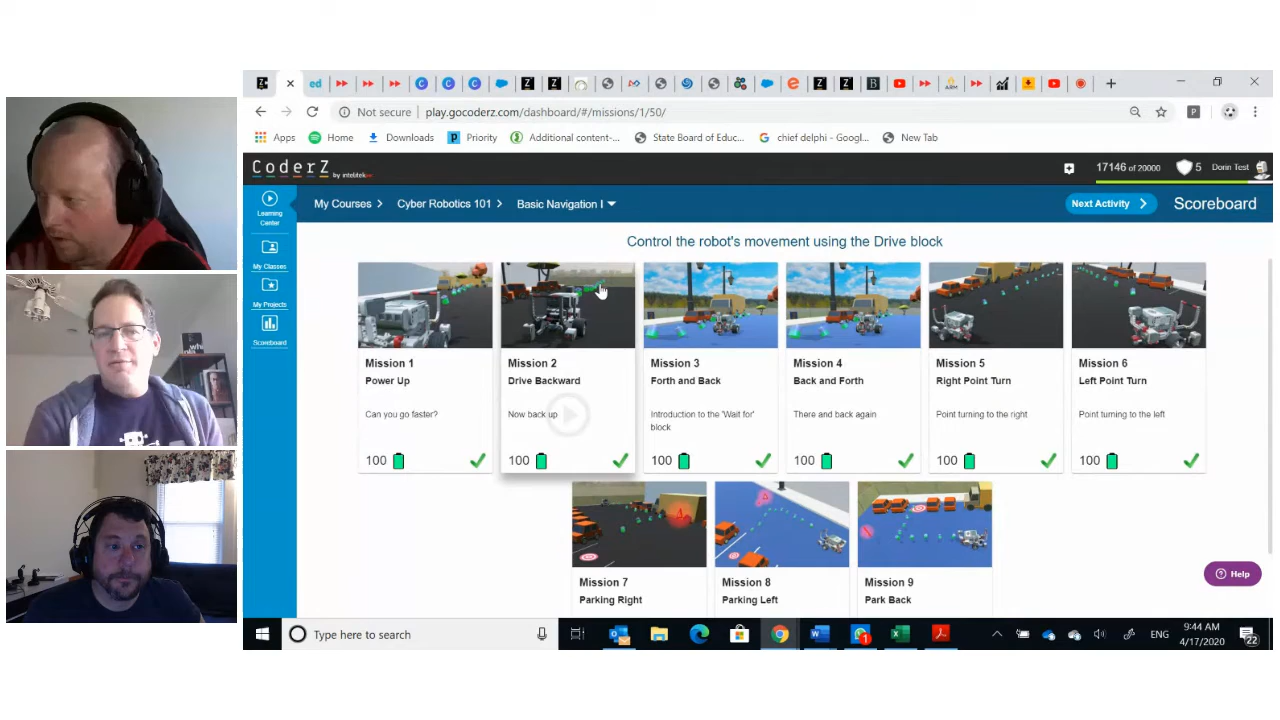 ed
Not secure play.gocoderz.com/dashboard/#/missions/1/50/
P
Apps Home Downloads Priority Additional content-... State Board of Educ... chief delphi - Googl... New Tab
CoderZ by intelitek
17146 of 20000 5 Dorin Test
Learning Center
My Courses > Cyber Robotics 101 > Basic Navigation I
Next Activity Scoreboard
My Classes
My Projects
Scoreboard
Control the robot's movement using the Drive block
Mission 1 Mission 2 Mission 3 Mission 4 Mission 5 Mission 6
Power Up Drive Backward Forth and Back Back and Forth Right Point Turn Left Point Turn
Can you go faster? Now back up Introduction to the 'Wait for' block There and back again Point turning to the right Point turning to the left
100 100 100 100 100 100
Mission 7 Mission 8 Mission 9
Parking Right Parking Left Park Back
Help
Type here to search
ENG
9:44 AM
4/17/2020
22